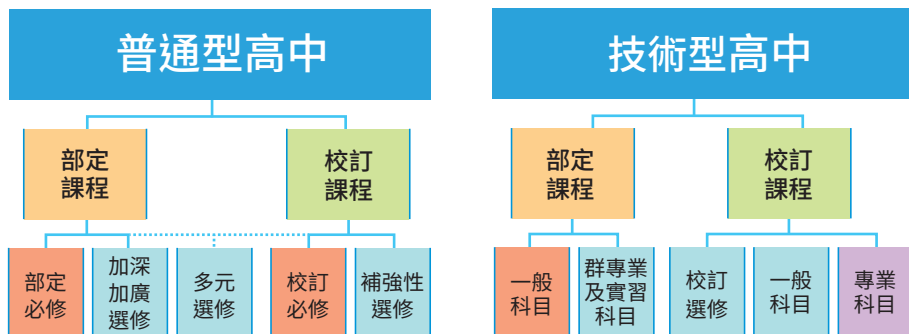 普通型高中
部定
課程
校訂
課程
部定
必修
加深
加廣
選修
多元
選修
校訂
必修
補強性
選修
技術型高中
部定
課程
校訂
課程
一般
科目
群專業
及實習
科目
校訂
選修
一般
科目
專業
科目